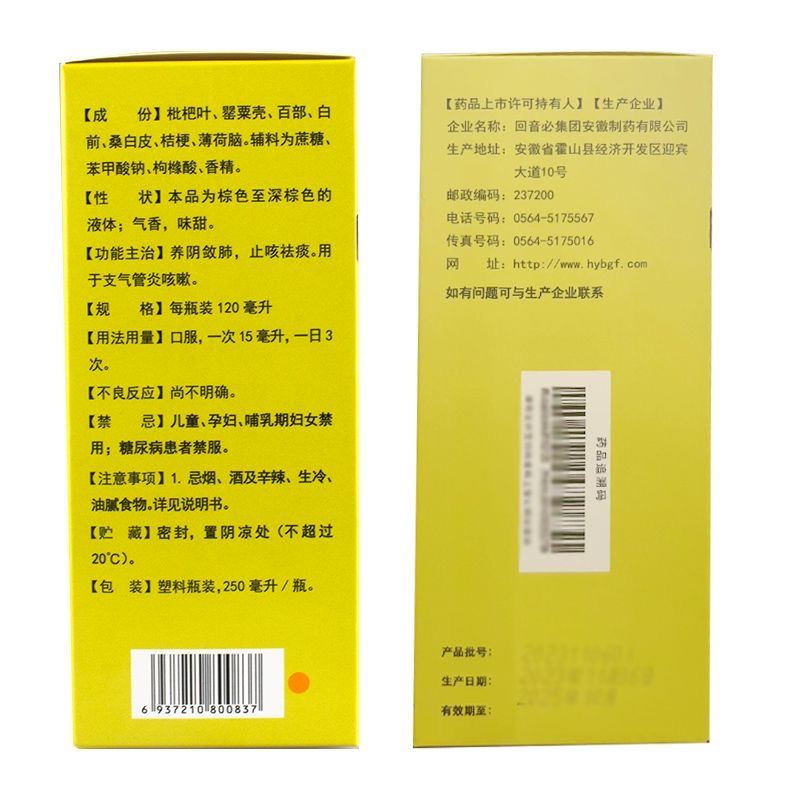 【成　份】枇杷叶、罂粟壳、百部、白
前、桑白皮、桔梗、薄荷脑。辅料为蔗糖、
苯甲酸钠、枸橼酸、香精。
【性　状】本品为棕色至深棕色的
液体；气香，味甜。
【功能主治】养阴敛肺，止咳祛痰。用
于支气管炎咳嗽。
【规　格】每瓶装120毫升
【用法用量】口服，一次15毫升，一日3
次。
【不良反应】尚不明确。
【禁　忌】儿童、孕妇、哺乳期妇女禁
用；糖尿病患者禁服。
【注意事项】1. 忌烟、酒及辛辣、生冷、
油腻食物。详见说明书。
【贮　藏】密封，置阴凉处（不超过
20℃）。
【包　装】塑料瓶装，250毫升/瓶。
6 937210 800837
【药品上市许可持有人】【生产企业】
企业名称：回音必集团安徽制药有限公司
生产地址：安徽省霍山县经济开发区迎宾
大道10号
邮政编码：237200
电话号码：0564-5175567
传真号码：0564-5175016
网　址：http://www.hybgf.com
如有问题可与生产企业联系
药品追溯码
产品批号：
生产日期：
有效期至：